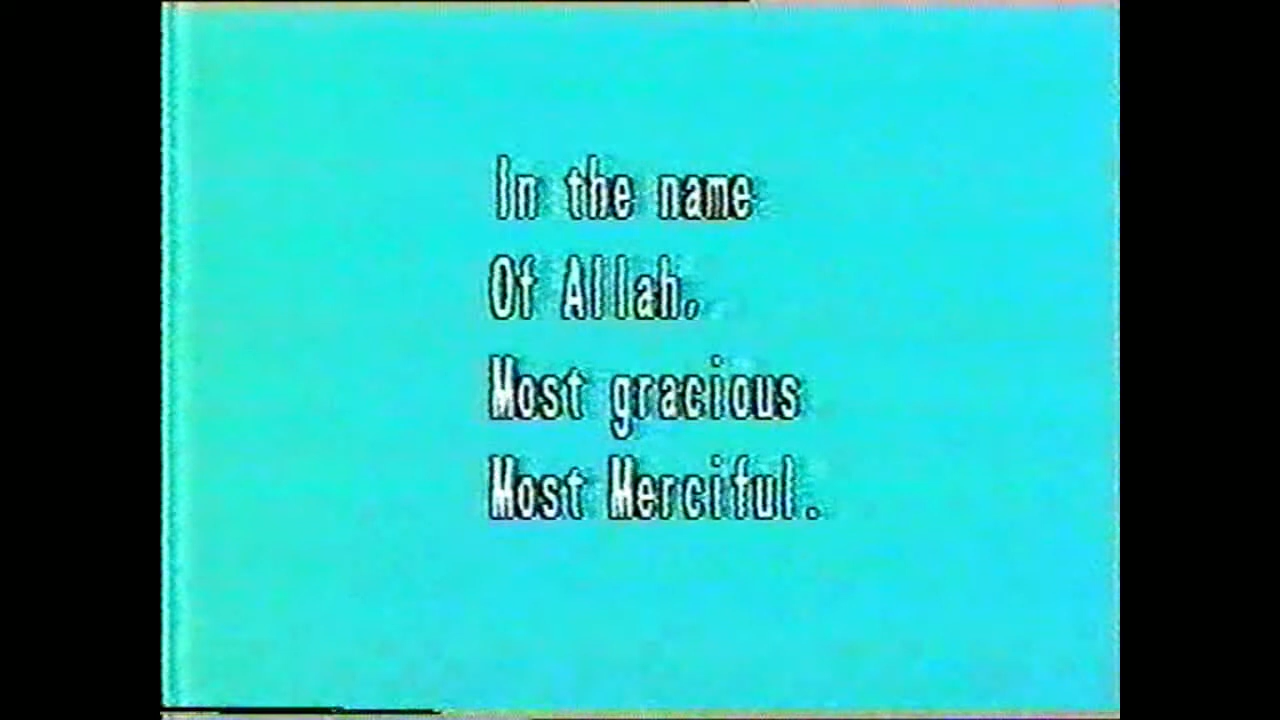 In the name
Of Allah,
Most gracious
Most Merciful.